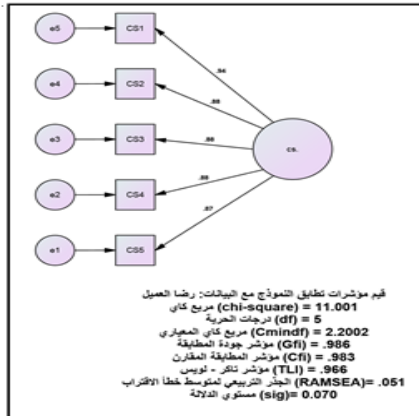 e5 CS1
.94
e4 CS2
.88
e3 CS3
.88
cs.
e2 CS4
.88
e1 CS5
.87
قيم مؤشرات تطابق النموذج مع البيانات: رضا العميل
مربع كاي (chi-square) = 11.001
درجات الحرية (df) = 5
مربع كاي المعياري (Cmindf) = 2.2002
مؤشر جودة المطابقة (Gfi) = .986
مؤشر المطابقة المقارن (Cfi) = .983
مؤشر تاكر - لويس (TLI) = .966
الجذر التربيعي لمتوسط خطأ الاقتراب (RAMSEA)= .051
مستوي الدلالة (sig)= 0.070